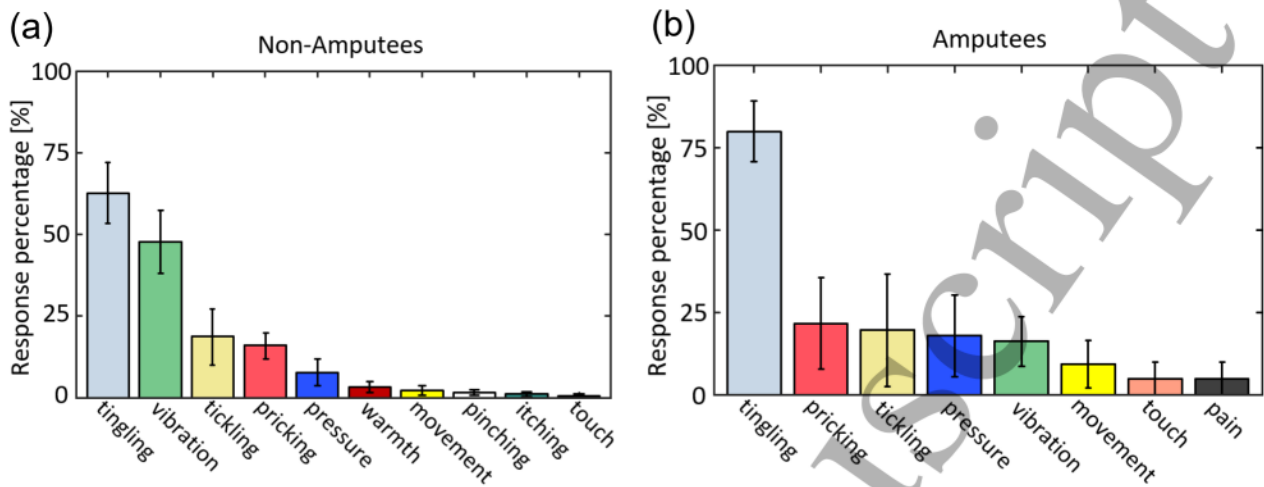 (a)
Non-Amputees
Response percentage [%]
100
75
50
25
0
tingling
vibration
tickling
pricking
pressure
warmth
movement
pinching
itching
touch
(b)
Amputees
Response percentage [%]
100
75
50
25
0
tingling
pricking
tickling
pressure
vibration
movement
touch
pain
script